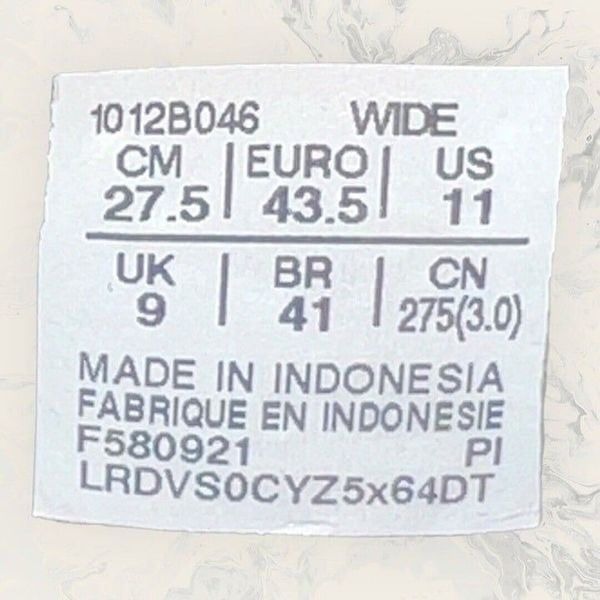 1012B046 WIDE
CM | EURO | US
27.5 | 43.5 | 11
UK | BR | CN
9 | 41 | 275(3.0)
MADE IN INDONESIA
FABRIQUE EN INDONESIE
F580921 PI
LRDVS0CYZ5x64DT